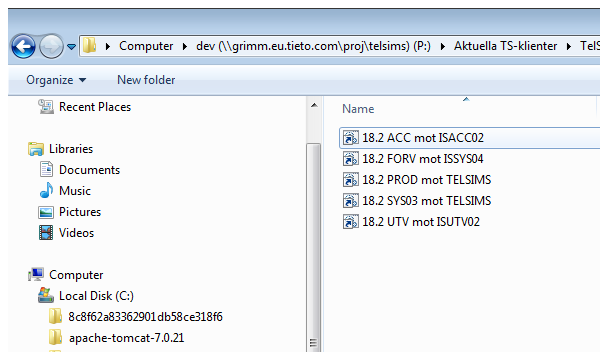 Computer dev (\\grimm.eu.tieto.com\proj\telsims) (P:) Aktuella TS-klienter
Organize New folder
Recent Places
Libraries
Documents
Music
Pictures
Videos
Computer
Local Disk (C:)
8c8f62a83362901db58ce318f6
apache-tomcat-7.0.21
Name
18.2 ACC mot ISACC02
18.2 FORV mot ISSYS04
18.2 PROD mot TELSIMS
18.2 SYS03 mot TELSIMS
18.2 UTV mot ISUTV02